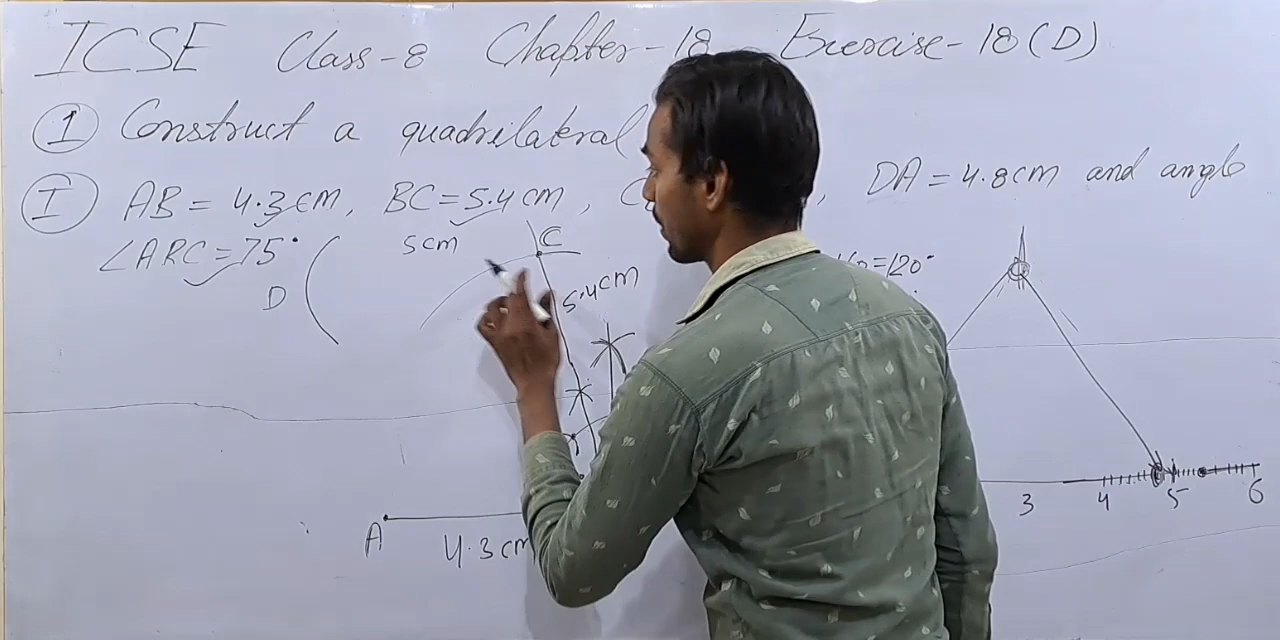 ICSE Class-8 Chapter-18 Exercise-18(D)
① Construct a quadrilateral
Ⓘ AB = 4.3cm, BC=5.4cm, C , DA=4.8cm and angle
∠ABC=75°
5cm
C
D
5.4cm
=120°
A
4.3cm
3 4 5 6